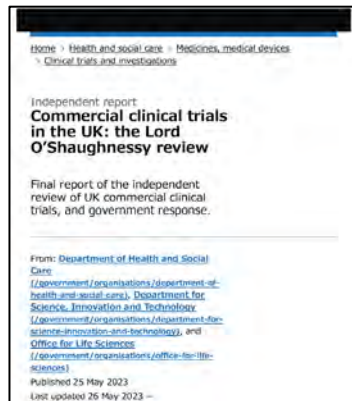 Home > Health and social care > Medicines, medical devices
> Clinical trials and investigations
Independent report
Commercial clinical trials
in the UK: the Lord
O'Shaughnessy review
Final report of the independent
review of UK commercial clinical
trials, and government response.
From: Department of Health and Social
Care
(/government/organisations/department-of-
health-and-social-care), Department for
Science, Innovation and Technology
(/government/organisations/department-for-
science-innovation-and-technology), and
Office for Life Sciences
(/government/organisations/office-for-life-
sciences)
Published 25 May 2023
Last updated 26 May 2023 —